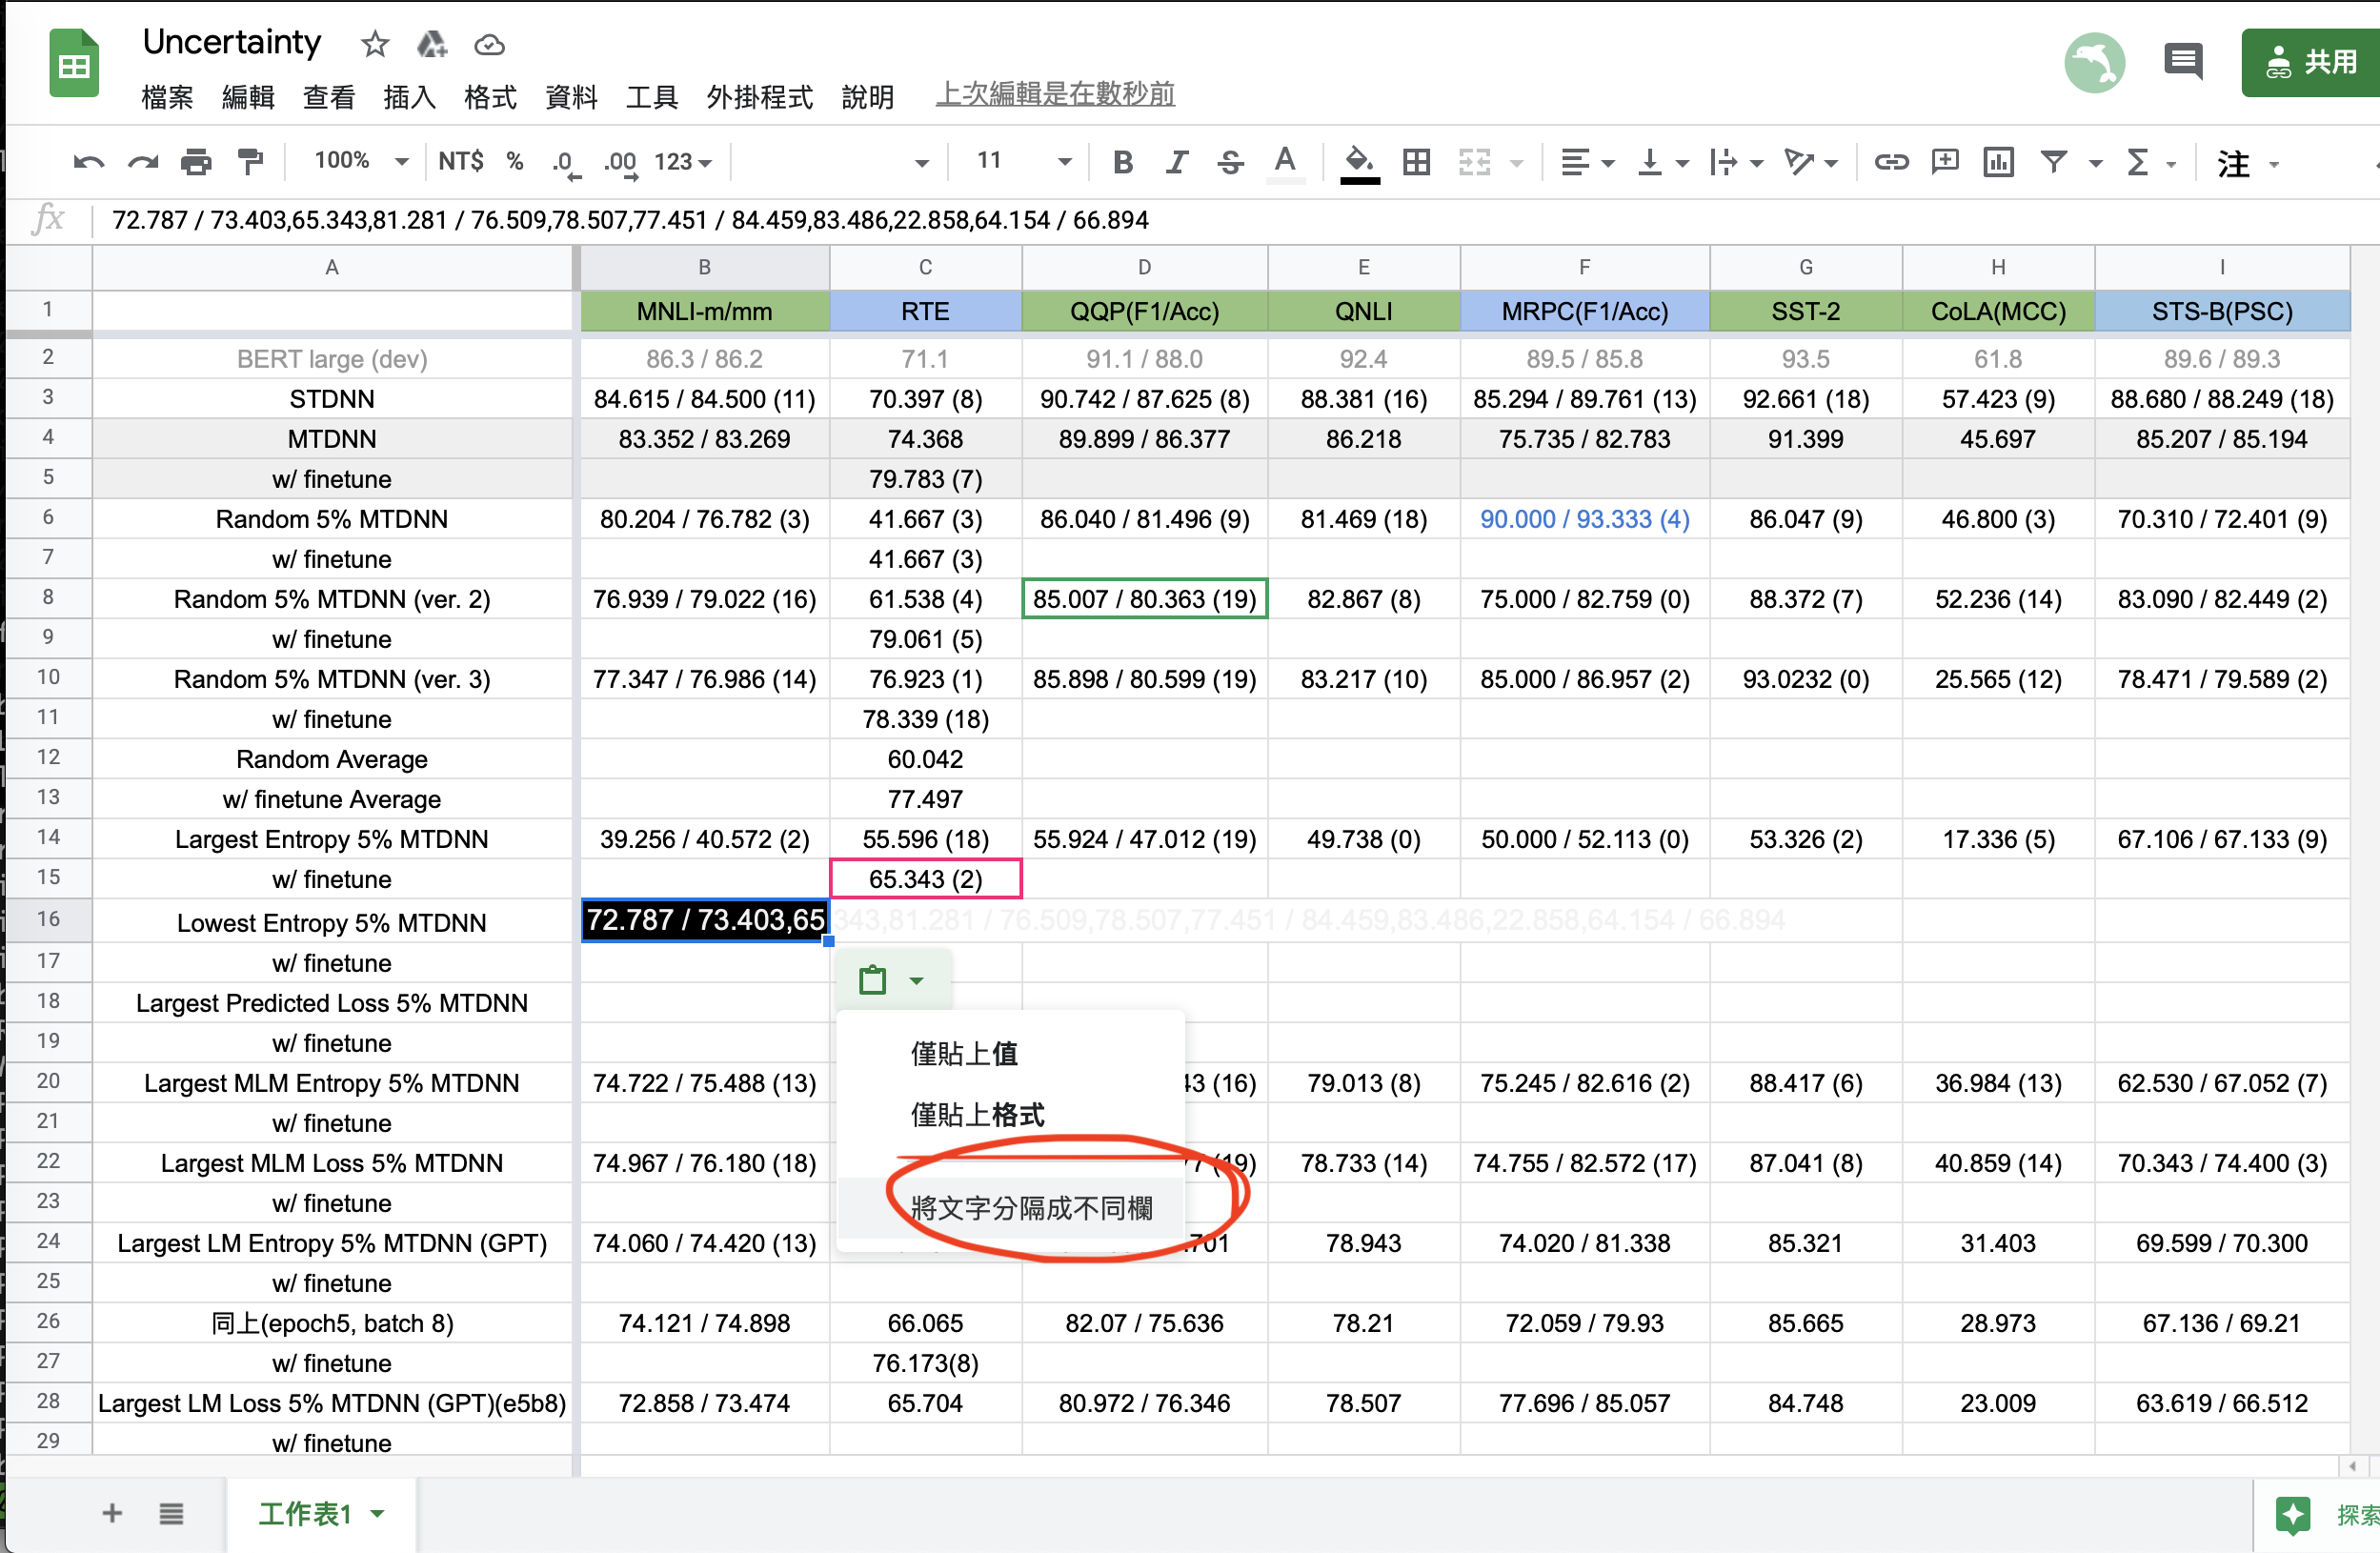 Uncertainty
檔案 編輯 查看 插入 格式 資料 工具 外掛程式 說明 上次編輯是在數秒前
共用
100% NT$ % .0 .00 123 11 B I S A Σ 注
fx 72.787 / 73.403,65.343,81.281 / 76.509,78.507,77.451 / 84.459,83.486,22.858,64.154 / 66.894
A B C D E F G H I
1 MNLI-m/mm RTE QQP(F1/Acc) QNLI MRPC(F1/Acc) SST-2 CoLA(MCC) STS-B(PSC)
2 BERT large (dev) 86.3 / 86.2 71.1 91.1 / 88.0 92.4 89.5 / 85.8 93.5 61.8 89.6 / 89.3
3 STDNN 84.615 / 84.500 (11) 70.397 (8) 90.742 / 87.625 (8) 88.381 (16) 85.294 / 89.761 (13) 92.661 (18) 57.423 (9) 88.680 / 88.249 (18)
4 MTDNN 83.352 / 83.269 74.368 89.899 / 86.377 86.218 75.735 / 82.783 91.399 45.697 85.207 / 85.194
5 w/ finetune 79.783 (7)
6 Random 5% MTDNN 80.204 / 76.782 (3) 41.667 (3) 86.040 / 81.496 (9) 81.469 (18) 90.000 / 93.333 (4) 86.047 (9) 46.800 (3) 70.310 / 72.401 (9)
7 w/ finetune 41.667 (3)
8 Random 5% MTDNN (ver. 2) 76.939 / 79.022 (16) 61.538 (4) 85.007 / 80.363 (19) 82.867 (8) 75.000 / 82.759 (0) 88.372 (7) 52.236 (14) 83.090 / 82.449 (2)
9 w/ finetune 79.061 (5)
10 Random 5% MTDNN (ver. 3) 77.347 / 76.986 (14) 76.923 (1) 85.898 / 80.599 (19) 83.217 (10) 85.000 / 86.957 (2) 93.0232 (0) 25.565 (12) 78.471 / 79.589 (2)
11 w/ finetune 78.339 (18)
12 Random Average 60.042
13 w/ finetune Average 77.497
14 Largest Entropy 5% MTDNN 39.256 / 40.572 (2) 55.596 (18) 55.924 / 47.012 (19) 49.738 (0) 50.000 / 52.113 (0) 53.326 (2) 17.336 (5) 67.106 / 67.133 (9)
15 w/ finetune 65.343 (2)
16 Lowest Entropy 5% MTDNN 72.787 / 73.403,65.343,81.281 / 76.509,78.507,77.451 / 84.459,83.486,22.858,64.154 / 66.894
17 w/ finetune
18 Largest Predicted Loss 5% MTDNN
僅貼上值
19 w/ finetune
20 Largest MLM Entropy 5% MTDNN 74.722 / 75.488 (13) 43 (16) 79.013 (8) 75.245 / 82.616 (2) 88.417 (6) 36.984 (13) 62.530 / 67.052 (7)
僅貼上格式
21 w/ finetune
22 Largest MLM Loss 5% MTDNN 74.967 / 76.180 (18) (19) 78.733 (14) 74.755 / 82.572 (17) 87.041 (8) 40.859 (14) 70.343 / 74.400 (3)
23 w/ finetune
將文字分隔成不同欄
24 Largest LM Entropy 5% MTDNN (GPT) 74.060 / 74.420 (13) .701 78.943 74.020 / 81.338 85.321 31.403 69.599 / 70.300
25 w/ finetune
26 同上(epoch5, batch 8) 74.121 / 74.898 66.065 82.07 / 75.636 78.21 72.059 / 79.93 85.665 28.973 67.136 / 69.21
27 w/ finetune 76.173(8)
28 Largest LM Loss 5% MTDNN (GPT)(e5b8) 72.858 / 73.474 65.704 80.972 / 76.346 78.507 77.696 / 85.057 84.748 23.009 63.619 / 66.512
29 w/ finetune
工作表1
探索